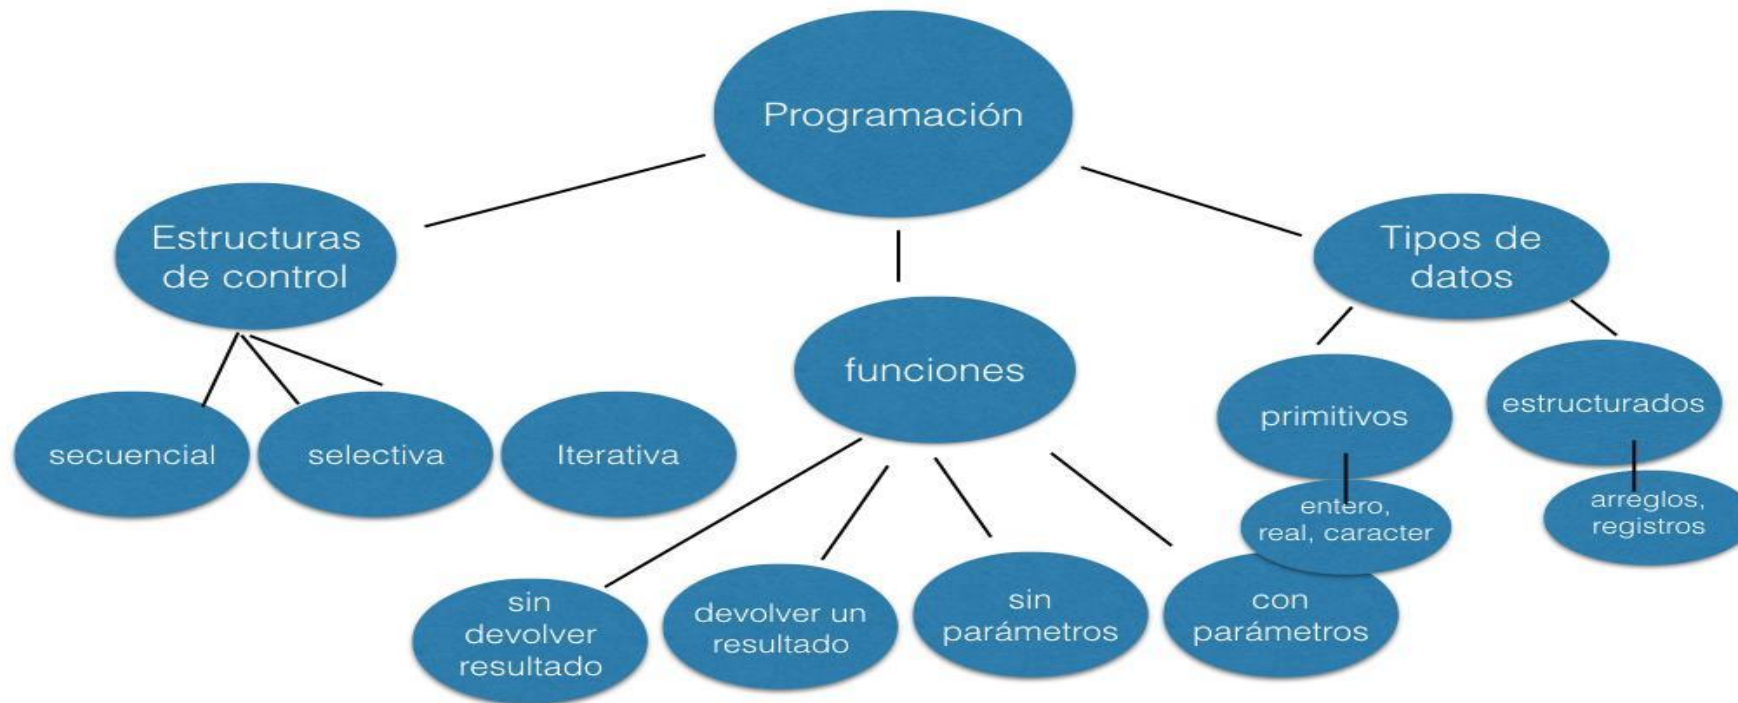 Programación
Estructuras
de control
Tipos de
datos
funciones
secuencial
selectiva
Iterativa
primitivos
estructurados
entero,
real, caracter
arreglos,
registros
sin
devolver
resultado
devolver un
resultado
sin
parámetros
con
parámetros